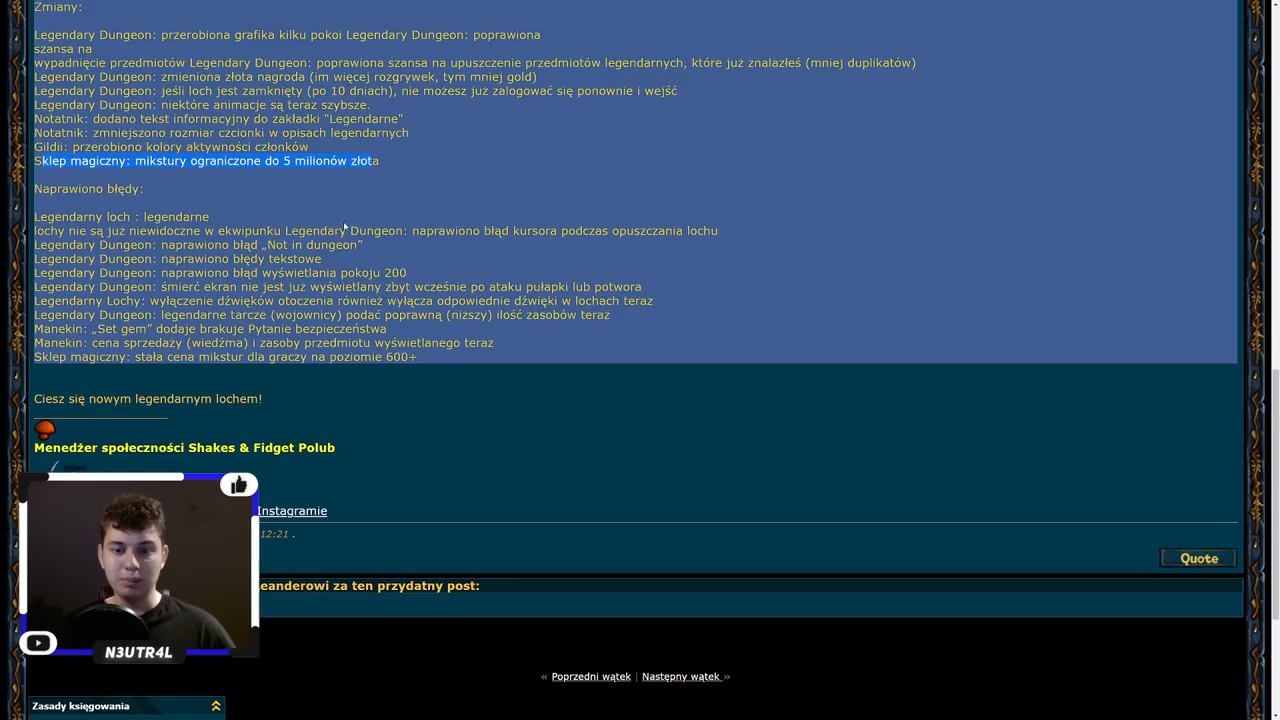 Zmiany:
Legendary Dungeon: przerobiona grafika kilku pokoi Legendary Dungeon: poprawiona
szansa na
wypadnięcie przedmiotów Legendary Dungeon: poprawiona szansa na upuszczenie przedmiotów legendarnych, które już znalazłeś (mniej duplikatów)
Legendary Dungeon: zmieniona złota nagroda (im więcej rozgrywek, tym mniej gold)
Legendary Dungeon: jeśli loch jest zamknięty (po 10 dniach), nie możesz już zalogować się ponownie i wejść
Legendary Dungeon: niektóre animacje są teraz szybsze.
Notatnik: dodano tekst informacyjny do zakładki "Legendarne"
Notatnik: zmniejszono rozmiar czcionki w opisach legendarnych
Gildii: przerobiono kolory aktywności członków
Sklep magiczny: mikstury ograniczone do 5 milionów złota
Naprawiono błędy:
Legendarny loch : legendarne
lochy nie są już niewidoczne w ekwipunku Legendary Dungeon: naprawiono błąd kursora podczas opuszczania lochu
Legendary Dungeon: naprawiono błąd „Not in dungeon”
Legendary Dungeon: naprawiono błędy tekstowe
Legendary Dungeon: naprawiono błąd wyświetlania pokoju 200
Legendary Dungeon: śmierć ekran nie jest już wyświetlany zbyt wcześnie po ataku pułapki lub potwora
Legendarny Lochy: wyłączenie dźwięków otoczenia również wyłącza odpowiednie dźwięki w lochach teraz
Legendary Dungeon: legendarne tarcze (wojownicy) podać poprawną (niższy) ilość zasobów teraz
Manekin: „Set gem” dodaje brakuje Pytanie bezpieczeństwa
Manekin: cena sprzedaży (wiedźma) i zasoby przedmiotu wyświetlanego teraz
Sklep magiczny: stała cena mikstur dla graczy na poziomie 600+
Ciesz się nowym legendarnym lochem!
Menedżer społeczności Shakes & Fidget Polub
Instagramie
12:21 .
Quote
eanderowi za ten przydatny post:
N3UTR4L
« Poprzedni wątek | Następny wątek »
Zasady księgowania